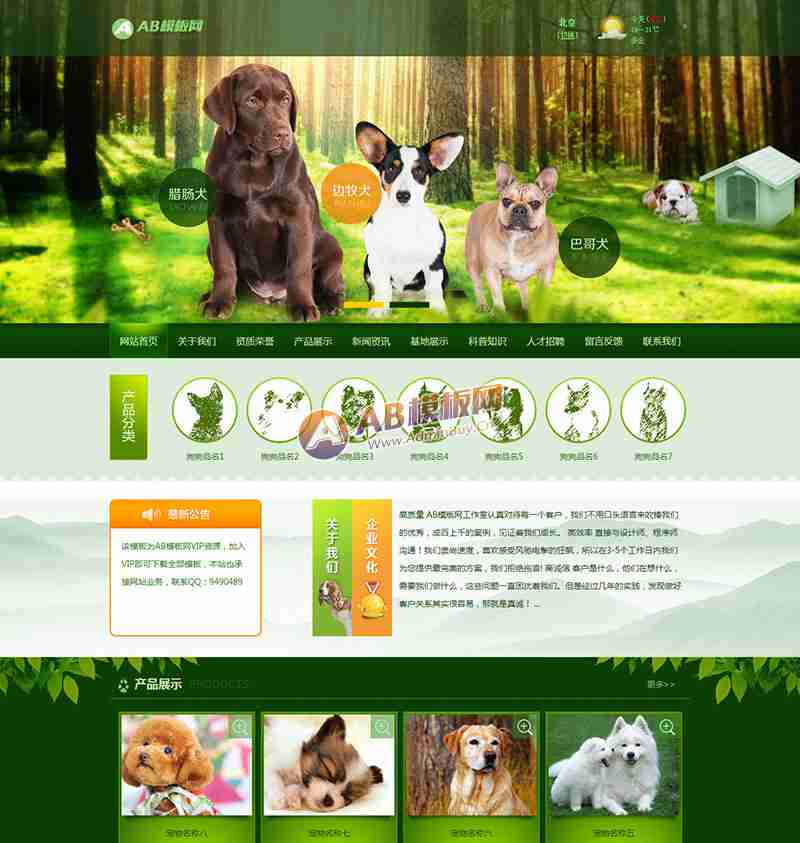 AB模板网
北京
[切换]
今天
19~31℃
多云
腊肠犬
边牧犬
巴哥犬
网站首页 关于我们 资质荣誉 产品展示 新闻资讯 基地展示 科普知识 人才招聘 留言反馈 联系我们
产品分类
AB模板网
狗狗品名1 狗狗品名2 狗狗品名3 狗狗品名4 狗狗品名5 狗狗品名6 狗狗品名7
最新公告
该模板为AB模板网VIP资源，加入
VIP即可下载全部模板，本站也承
接网站业务，联系QQ：9490489
关于我们
企业文化
高质量 AB模板网工作室认真对待每一个客户，我们不用口头语言来吹捧我们
的优秀，成百上千的案例，见证着我们成长。 高效率 直接与设计师、程序师
沟通！我们崇尚速度，喜欢感受风驰电掣的狂飙，所以在3-5个工作日内我们
为您提供最完美的方案，我们拒绝拖沓! 高诚信 客户是什么，他们在想什么，
需要我们做什么，这些问题一直困扰着我们。但是经过几年的实践，发现做好
客户关系其实很容易，那就是真诚！ ...
产品展示 PRODUCTS
更多>>
宠物名称八 宠物名称七 宠物名称六 宠物名称五